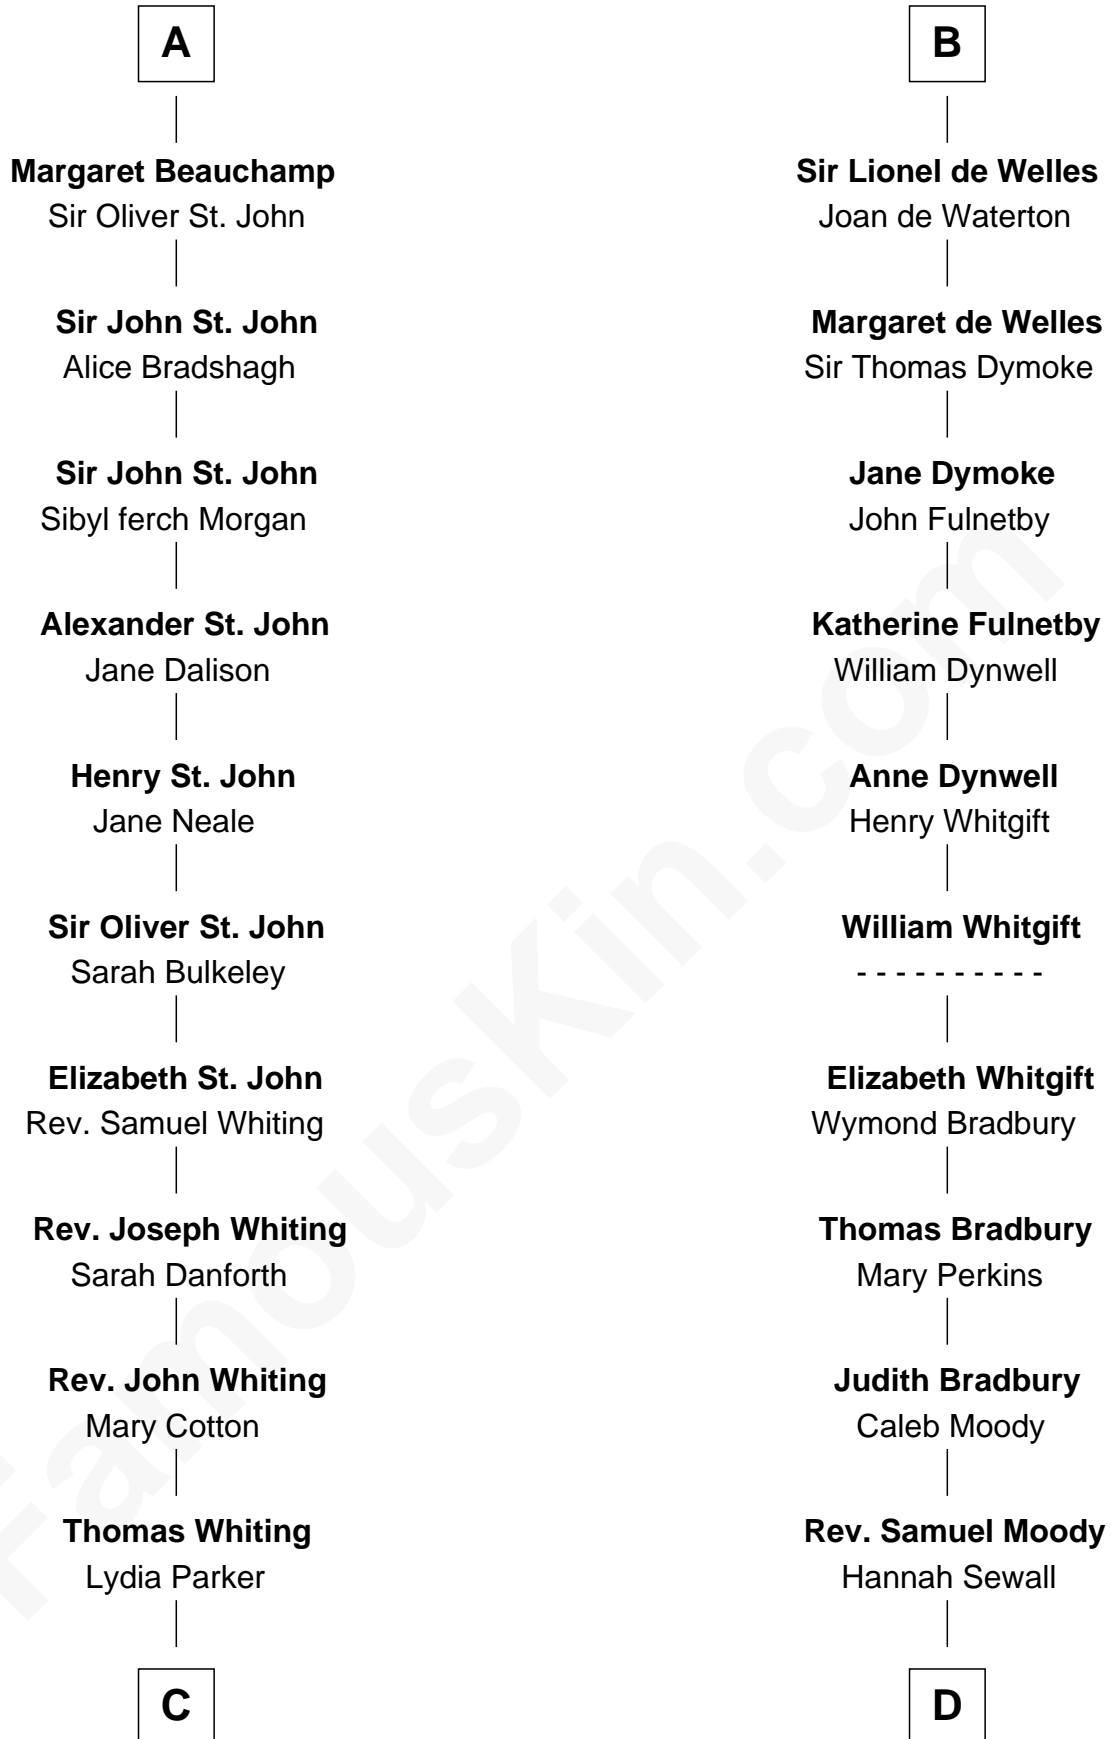 A
Margaret Beauchamp
Sir Oliver St. John
Sir John St. John
Alice Bradshagh
Sir John St. John
Sibyl ferch Morgan
Alexander St. John
Jane Dalison
Henry St. John
Jane Neale
Sir Oliver St. John
Sarah Bulkeley
Elizabeth St. John
Rev. Samuel Whiting
Rev. Joseph Whiting
Sarah Danforth
Rev. John Whiting
Mary Cotton
Thomas Whiting
Lydia Parker
C
B
Sir Lionel de Welles
Joan de Waterton
Margaret de Welles
Sir Thomas Dymoke
Jane Dymoke
John Fulnetby
Katherine Fulnetby
William Dynwell
Anne Dynwell
Henry Whitgift
William Whitgift
- - - - - - - - - -
Elizabeth Whitgift
Wymond Bradbury
Thomas Bradbury
Mary Perkins
Judith Bradbury
Caleb Moody
Rev. Samuel Moody
Hannah Sewall
D
FamousKin.com